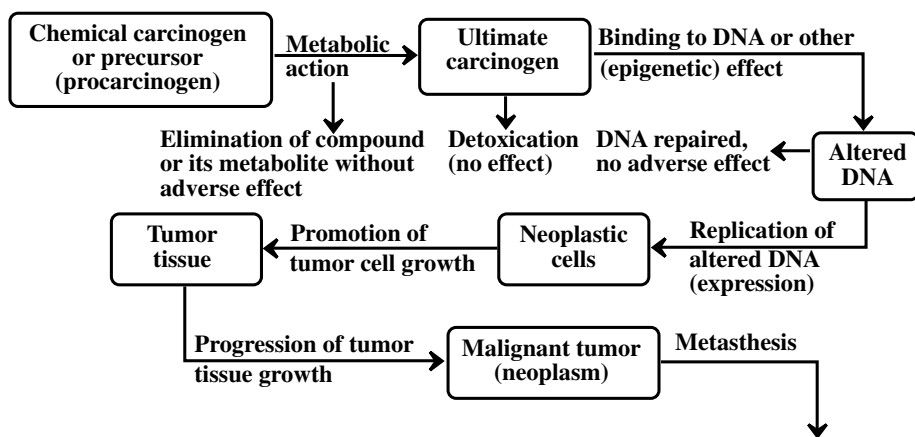 Chemical carcinogen
or precursor
(procarcinogen)
Metabolic
action
Ultimate
carcinogen
Binding to DNA or other
(epigenetic) effect
Elimination of compound
or its metabolite without
adverse effect
Detoxication
(no effect)
DNA repaired,
no adverse effect
Altered
DNA
Tumor
tissue
Promotion of
tumor cell growth
Neoplastic
cells
Replication of
altered DNA
(expression)
Progression of tumor
tissue growth
Malignant tumor
(neoplasm)
Metasthesis